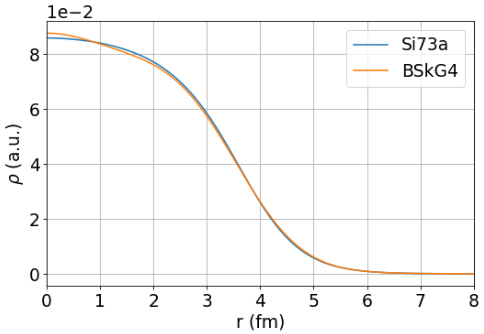 1e−2
Si73a
BSkG4
8
6
4
2
0
ρ (a.u.)
0 1 2 3 4 5 6 7 8
r (fm)